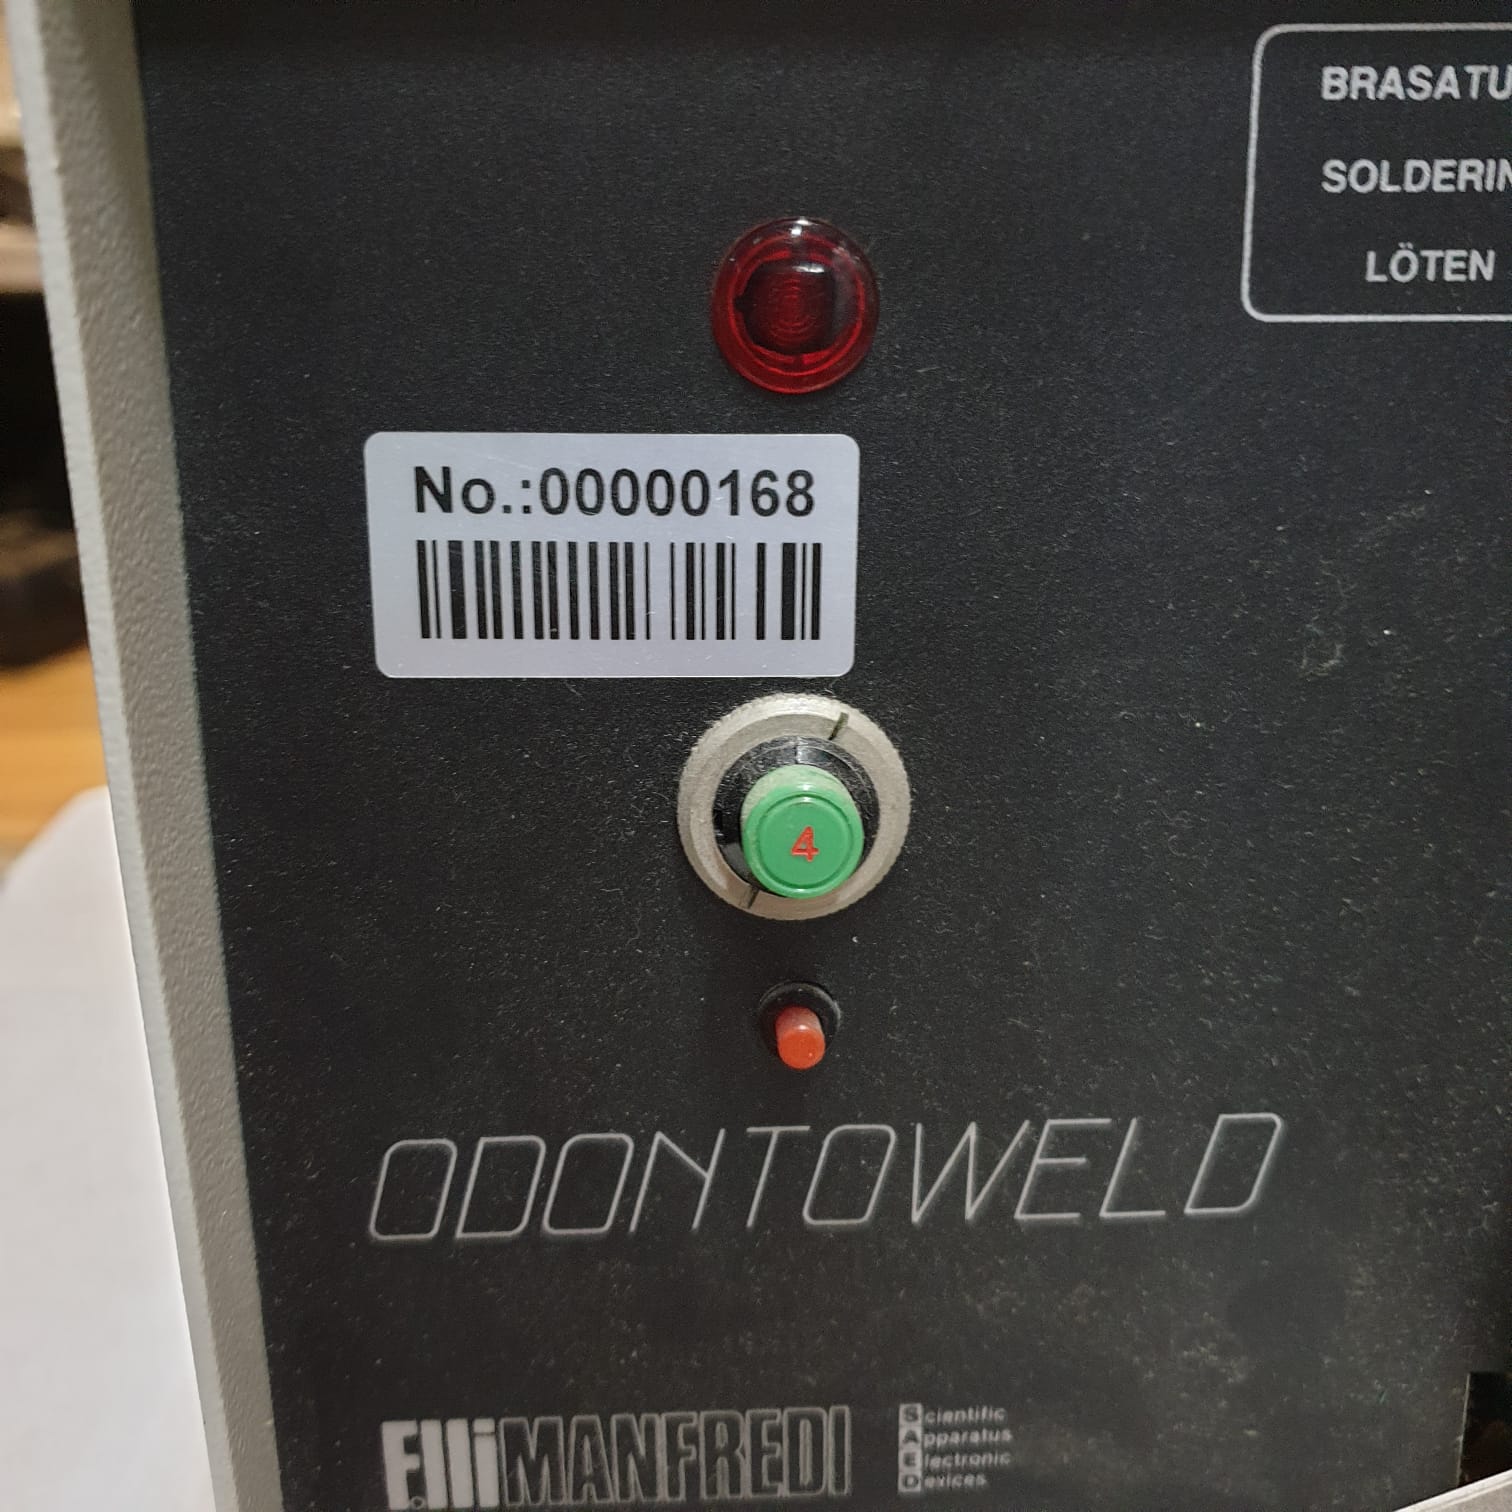 BRASATU
SOLDERIN
LÖTEN
No.:00000168
4
ODONTOWELD
F.lli MANFREDI
Scientific
Apparatus
Electronic
Devices